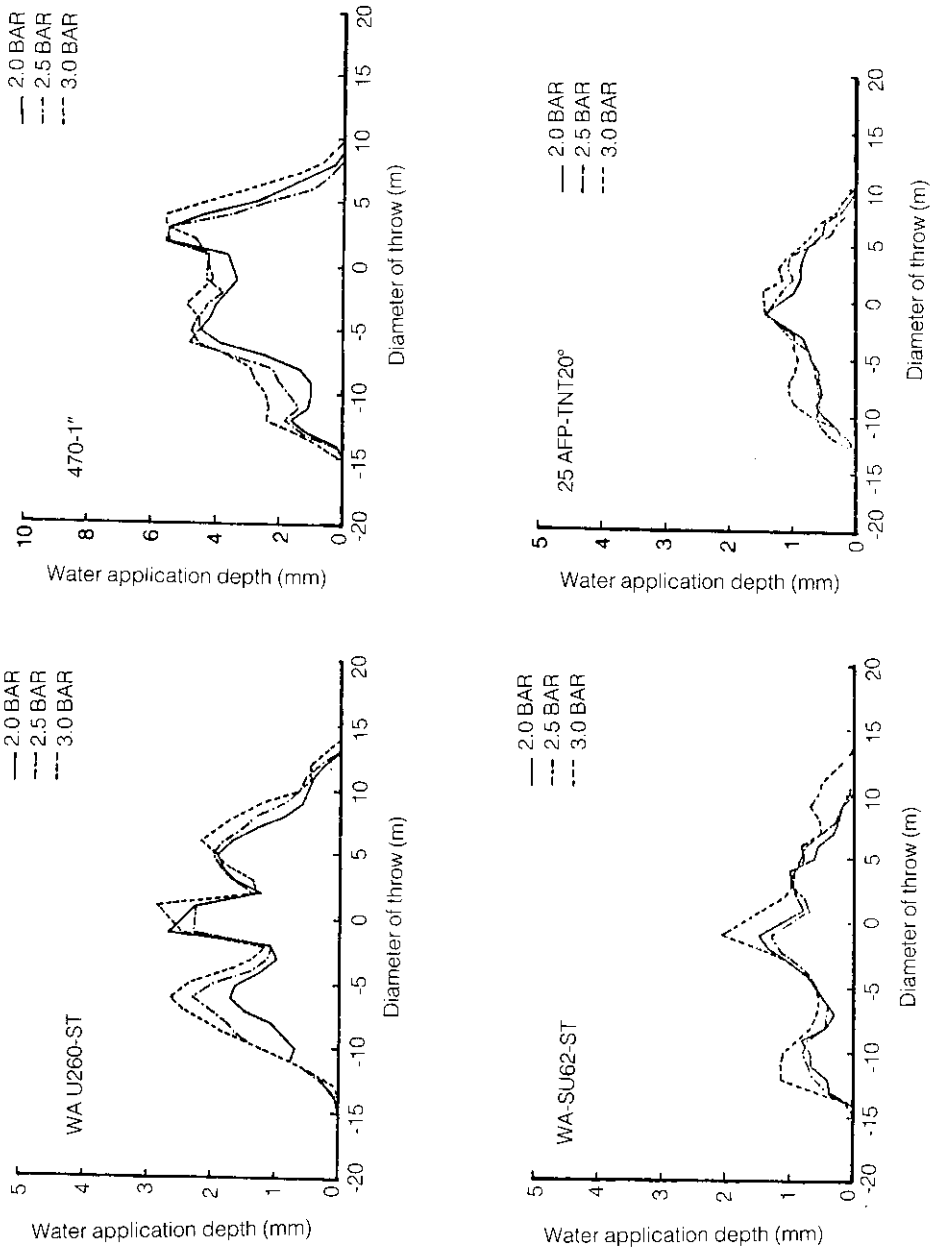 WA U260-ST
— 2.0 BAR
--- 2.5 BAR
---- 3.0 BAR
Water application depth (mm)
5
4
3
2
1
0
-20
-15
-10
-5
0
5
10
15
20
Diameter of throw (m)
470-1"
— 2.0 BAR
--- 2.5 BAR
---- 3.0 BAR
Water application depth (mm)
10
8
6
4
2
0
-20
-15
-10
-5
0
5
10
15
20
Diameter of throw (m)
WA-SU62-ST
— 2.0 BAR
--- 2.5 BAR
---- 3.0 BAR
Water application depth (mm)
5
4
3
2
1
0
-20
-15
-10
-5
0
5
10
15
20
Diameter of throw (m)
25 AFP-TNT20°
— 2.0 BAR
--- 2.5 BAR
---- 3.0 BAR
Water application depth (mm)
5
4
3
2
1
0
-20
-15
-10
-5
0
5
10
15
20
Diameter of throw (m)